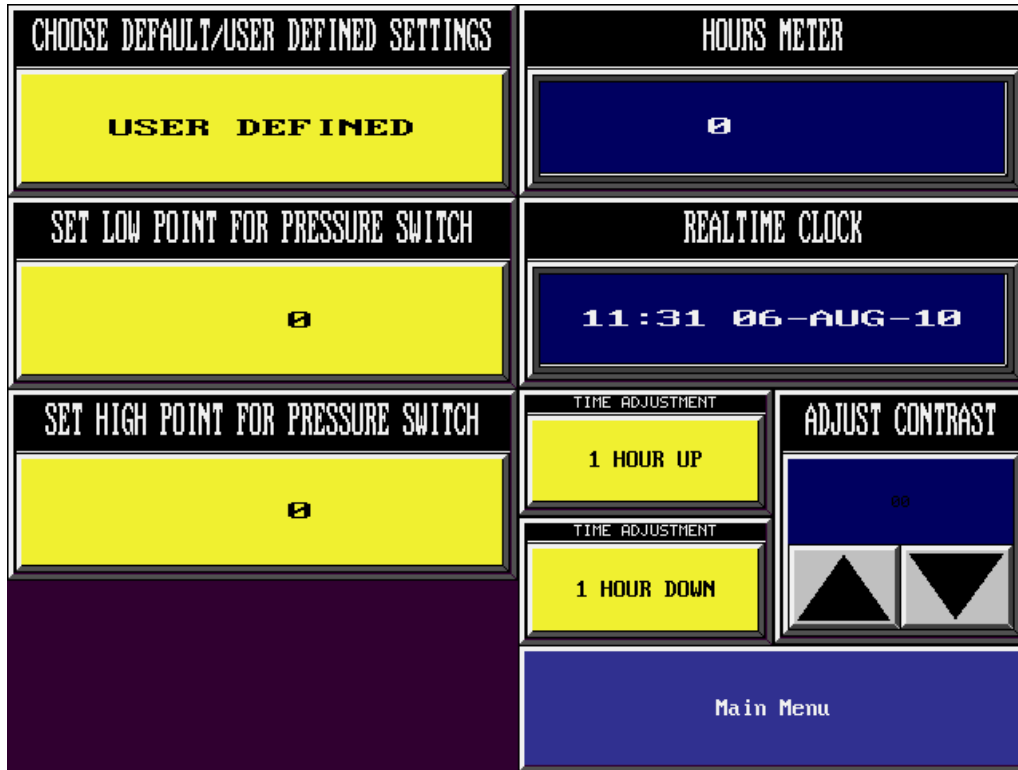 CHOOSE DEFAULT/USER DEFINED SETTINGS
USER DEFINED
SET LOW POINT FOR PRESSURE SWITCH
0
SET HIGH POINT FOR PRESSURE SWITCH
0
HOURS METER
0
REALTIME CLOCK
11:31 06-AUG-10
TIME ADJUSTMENT
1 HOUR UP
TIME ADJUSTMENT
1 HOUR DOWN
ADJUST CONTRAST
00
Main Menu